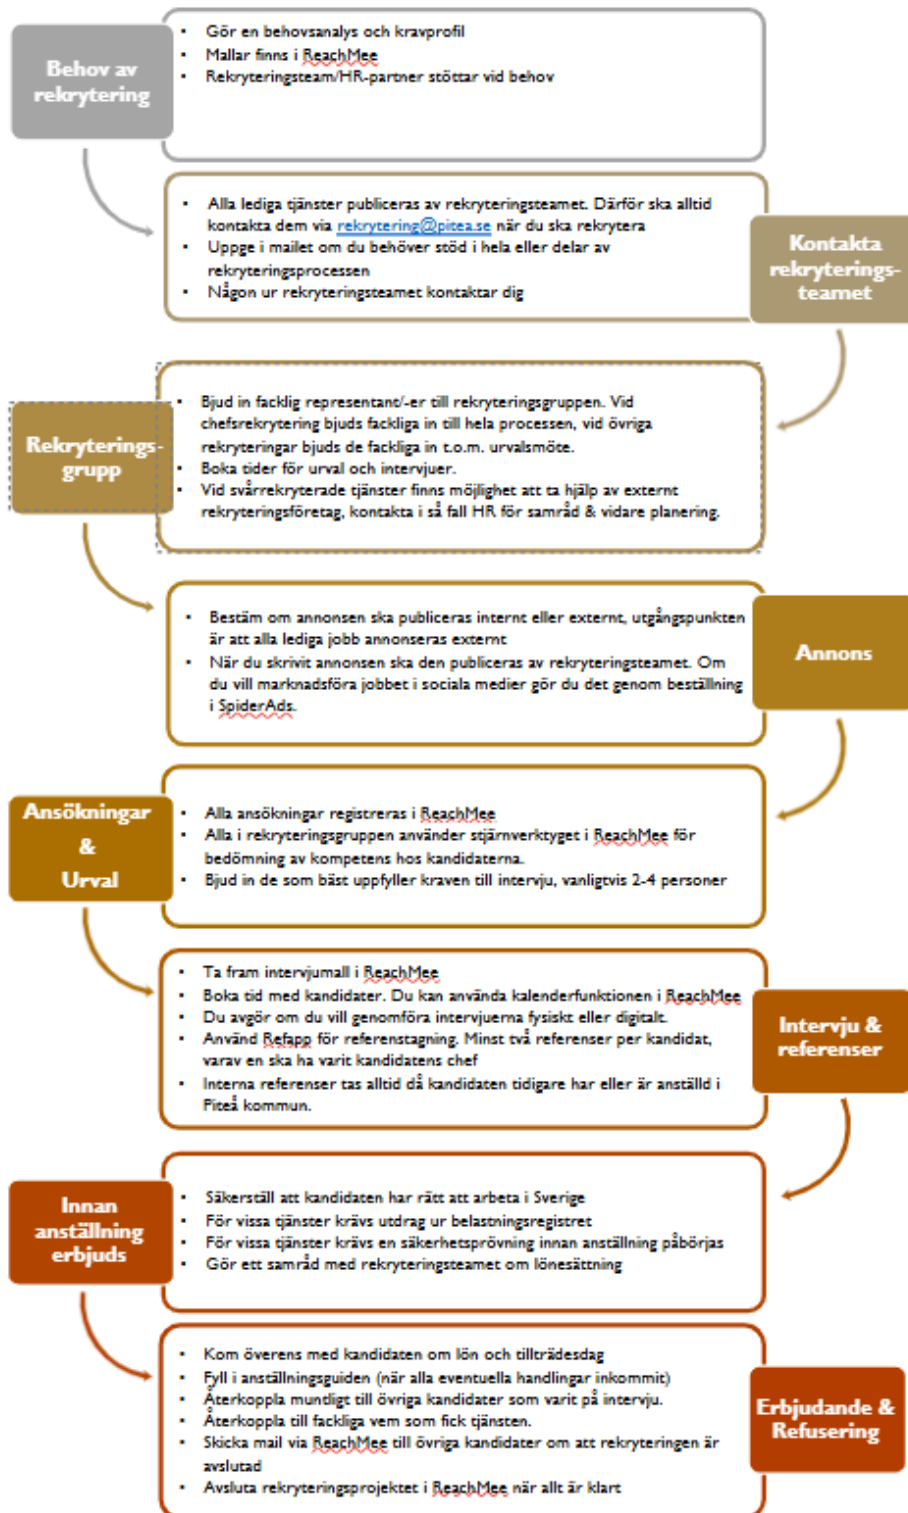 Behov av
rekrytering
• Gör en behovsanalys och kravprofil
• Mallar finns i ReachMee
• Rekryteringsteam/HR-partner stöttar vid behov
• Alla lediga tjänster publiceras av rekryteringsteamet. Därför ska alltid
kontakta dem via rekrytering@pitea.se när du ska rekrytera
• Uppge i mailet om du behöver stöd i hela eller delar av
rekryteringsprocessen
• Någon ur rekryteringsteamet kontaktar dig
Kontakta
rekryterings-
teamet
Rekryterings-
grupp
• Bjud in facklig representant/-er till rekryteringsgruppen. Vid
chefsrekrytering bjuds fackliga in till hela processen, vid övriga
rekryteringar bjuds de fackliga in t.o.m. urvalsmöte.
• Boka tider för urval och intervjuer.
• Vid svårrekryterade tjänster finns möjlighet att ta hjälp av externt
rekryteringsföretag, kontakta i så fall HR för samråd & vidare planering.
• Bestäm om annonsen ska publiceras internt eller externt, utgångspunkten
är att alla lediga jobb annonseras externt
• När du skrivit annonsen ska den publiceras av rekryteringsteamet. Om
du vill marknadsföra jobbet i sociala medier gör du det genom beställning
i SpiderAds.
Annons
Ansökningar
&
Urval
• Alla ansökningar registreras i ReachMee
• Alla i rekryteringsgruppen använder stjärnverktyget i ReachMee för
bedömning av kompetens hos kandidaterna.
• Bjud in de som bäst uppfyller kraven till intervju, vanligtvis 2-4 personer
• Ta fram intervjumall i ReachMee
• Boka tid med kandidater. Du kan använda kalenderfunktionen i ReachMee
• Du avgör om du vill genomföra intervjuerna fysiskt eller digitalt.
• Använd Refapp för referenstagning. Minst två referenser per kandidat,
varav en ska ha varit kandidatens chef
• Interna referenser tas alltid då kandidaten tidigare har eller är anställd i
Piteå kommun.
Intervju &
referenser
Innan
anställning
erbjuds
• Säkerställ att kandidaten har rätt att arbeta i Sverige
• För vissa tjänster krävs utdrag ur belastningsregistret
• För vissa tjänster krävs en säkerhetsprövning innan anställning påbörjas
• Gör ett samråd med rekryteringsteamet om lönesättning
• Kom överens med kandidaten om lön och tillträdesdag
• Fyll i anställningsguiden (när alla eventuella handlingar inkommit)
• Återkoppla muntligt till övriga kandidater som varit på intervju.
• Återkoppla till fackliga vem som fick tjänsten.
• Skicka mail via ReachMee till övriga kandidater om att rekryteringen är
avslutad
• Avsluta rekryteringsprojektet i ReachMee när allt är klart
Erbjudande &
Refusering